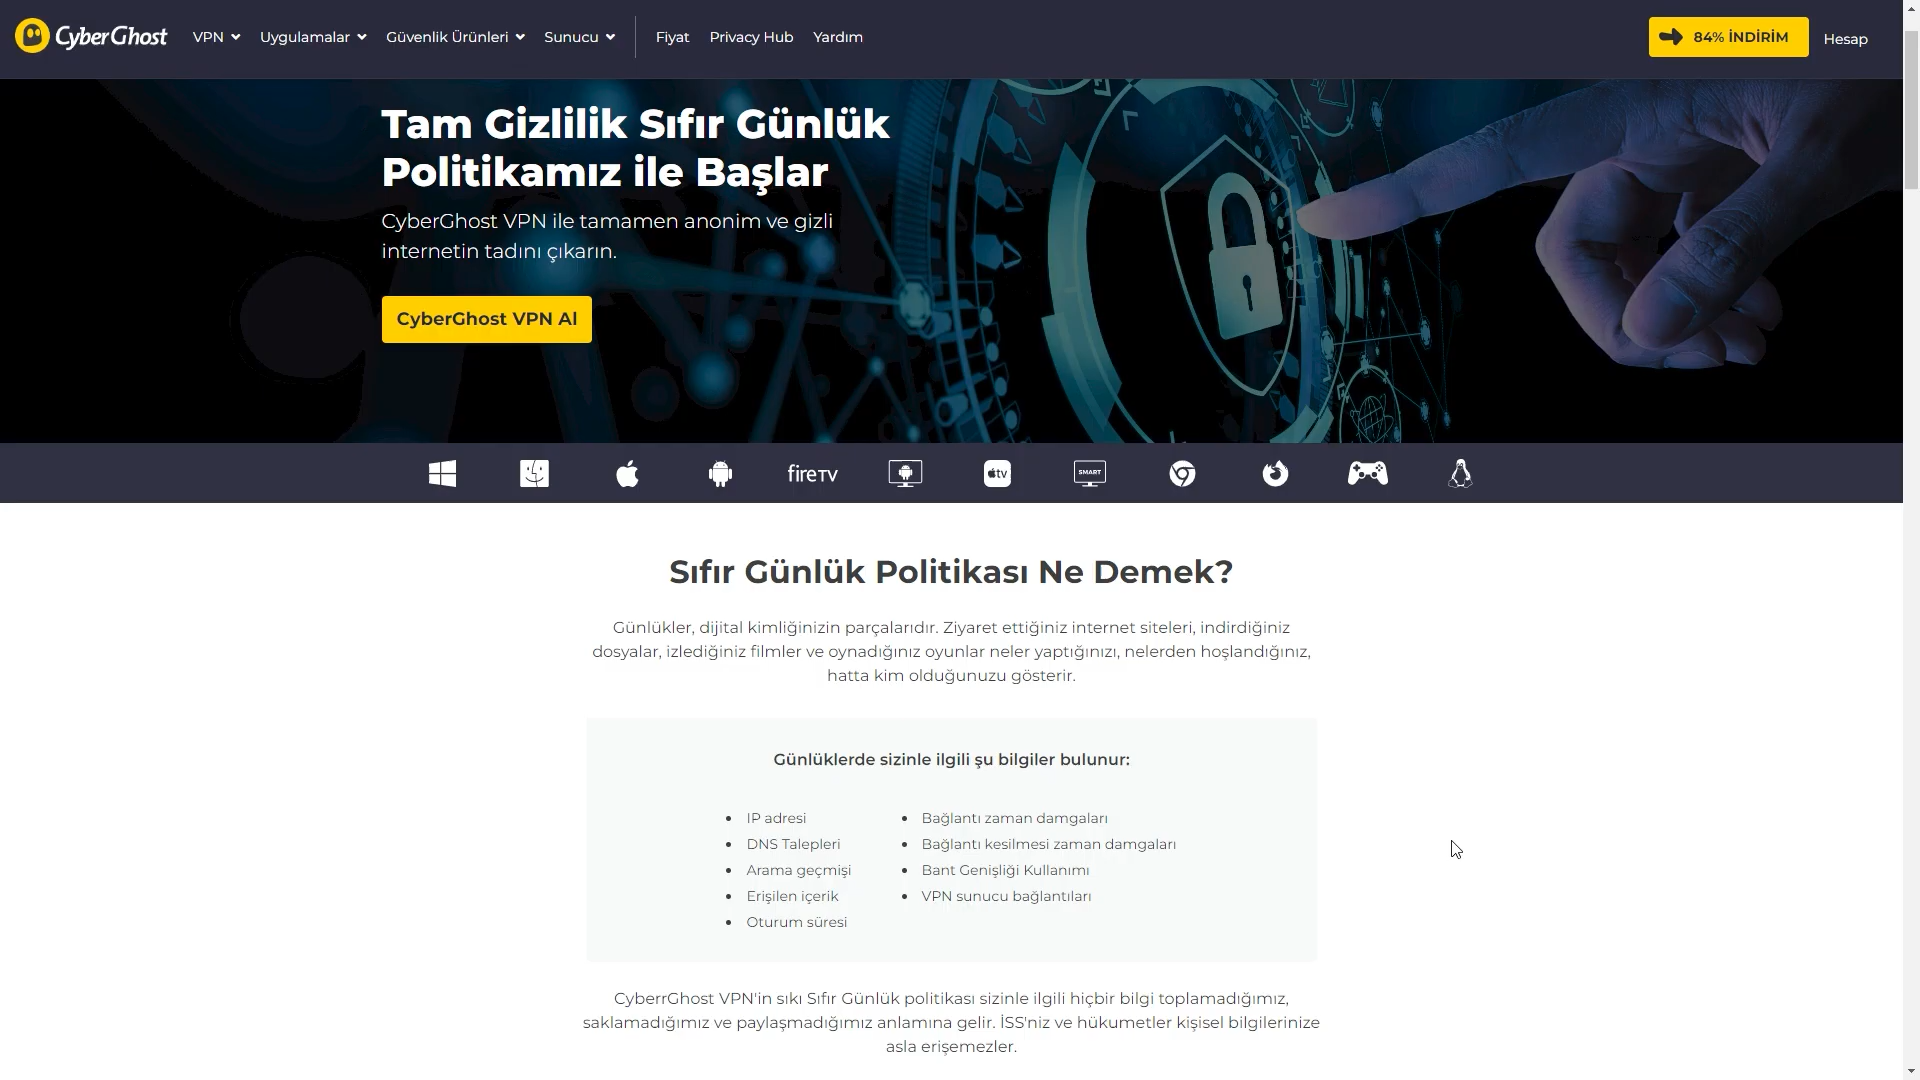 CyberGhost
VPN
Uygulamalar
Güvenlik Ürünleri
Sunucu
Fiyat
Privacy Hub
Yardım
84% İNDİRİM
Hesap
Tam Gizlilik Sıfır Günlük
Politikamız ile Başlar
CyberGhost VPN ile tamamen anonim ve gizli
internetin tadını çıkarın.
CyberGhost VPN Al
fireTV
tv
SMART
Sıfır Günlük Politikası Ne Demek?
Günlükler, dijital kimliğinizin parçalarıdır. Ziyaret ettiğiniz internet siteleri, indirdiğiniz
dosyalar, izlediğiniz filmler ve oynadığınız oyunlar neler yaptığınızı, nelerden hoşlandığınız,
hatta kim olduğunuzu gösterir.
Günlüklerde sizinle ilgili şu bilgiler bulunur:
IP adresi
DNS Talepleri
Arama geçmişi
Erişilen içerik
Oturum süresi
Bağlantı zaman damgaları
Bağlantı kesilmesi zaman damgaları
Bant Genişliği Kullanımı
VPN sunucu bağlantıları
CyberrGhost VPN'in sıkı Sıfır Günlük politikası sizinle ilgili hiçbir bilgi toplamadığımız,
saklamadığımız ve paylaşmadığımız anlamına gelir. İSS'niz ve hükumetler kişisel bilgilerinize
asla erişemezler.